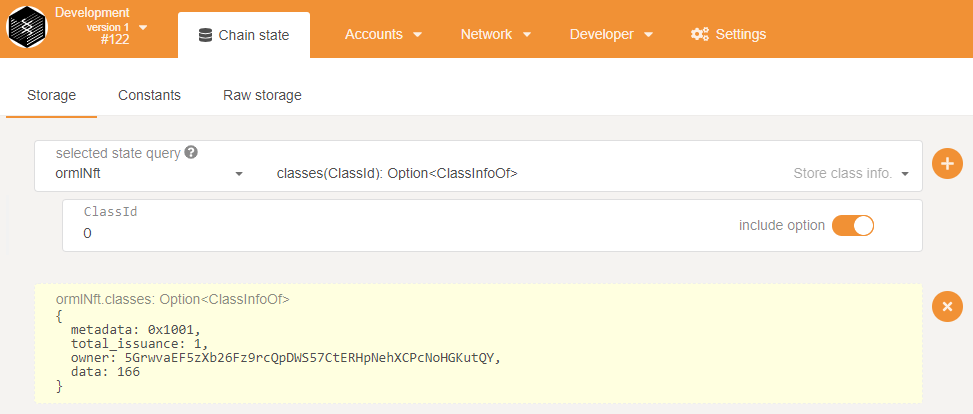 Development
version 1
#122
Chain state
Accounts
Network
Developer
Settings
Storage
Constants
Raw storage
selected state query
ormlNft
classes(ClassId): Option<ClassInfoOf>
Store class info.
ClassId
0
include option
ormlNft.classes: Option<ClassInfoOf>
{
metadata: 0x1001,
total_issuance: 1,
owner: 5GrwvaEF5zXb26Fz9rcQpDWS57CtERHpNehXCPcNoHGKutQY,
data: 166
}